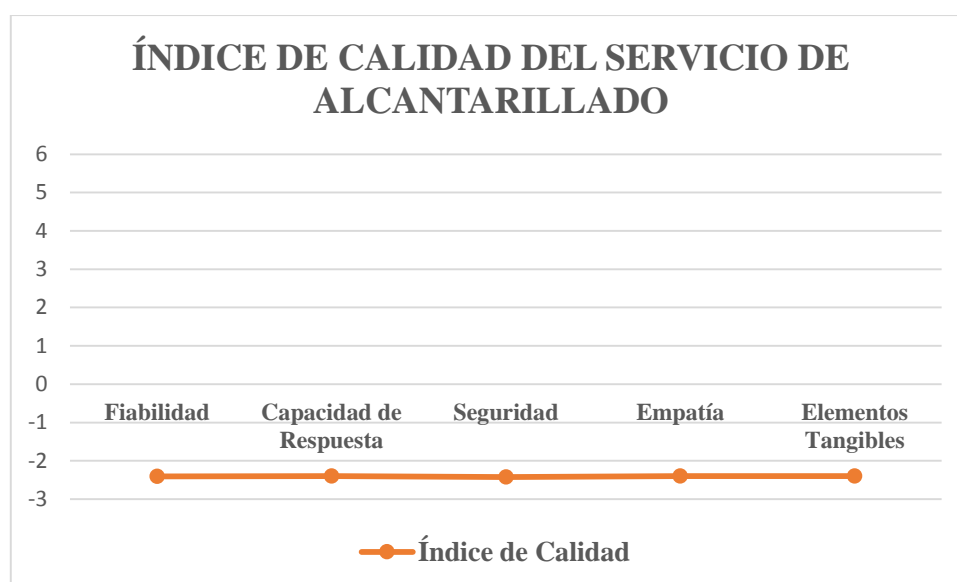 ÍNDICE DE CALIDAD DEL SERVICIO DE
ALCANTARILLADO
6
5
4
3
2
1
0
-1
-2
-3
Fiabilidad
Capacidad de
Respuesta
Seguridad
Empatía
Elementos
Tangibles
Índice de Calidad